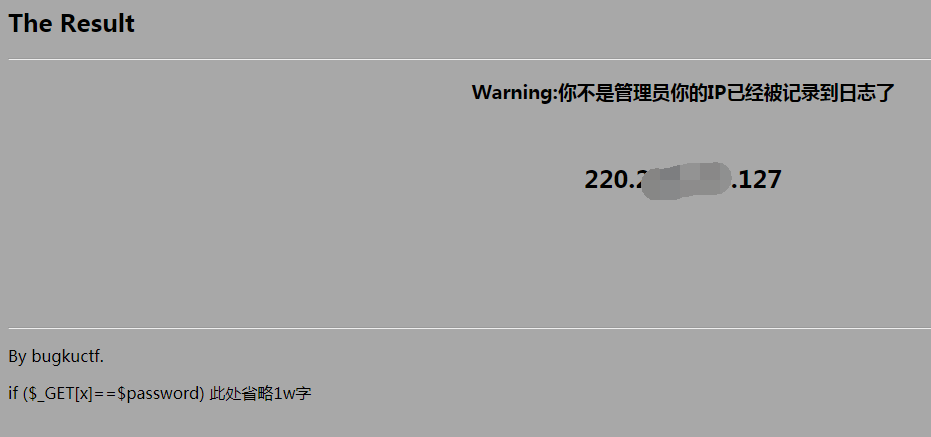 The Result
Warning:你不是管理员你的IP已经被记录到日志了
220.2 .127
By bugkuctf.
if ($_GET[x]==$password) 此处省略1w字